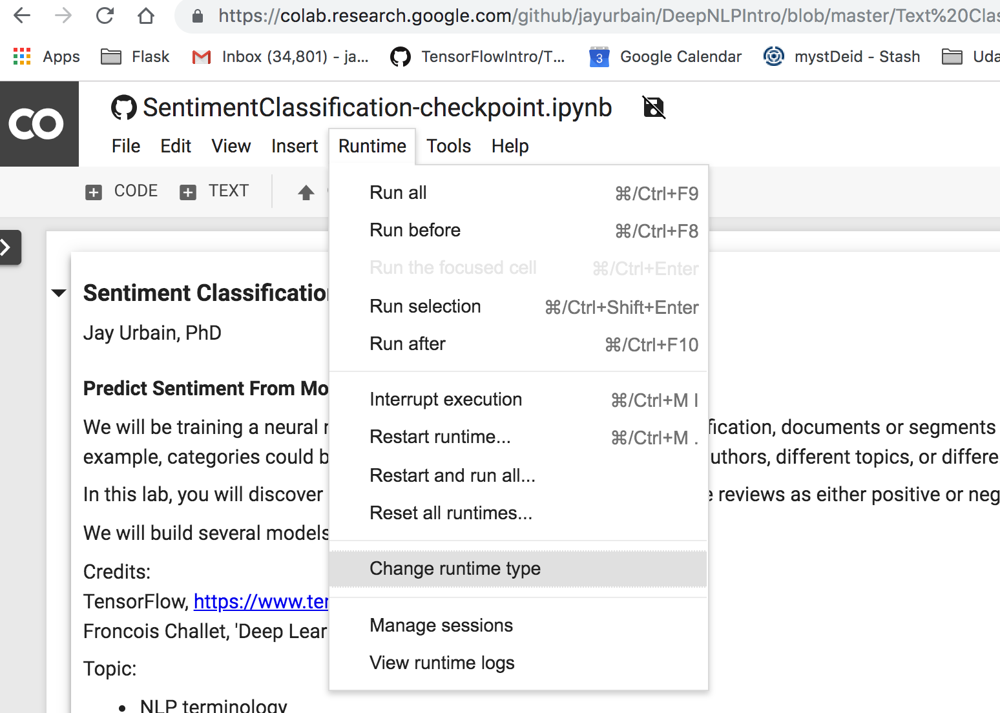 https://colab.research.google.com/github/jayurbain/DeepNLPIntro/blob/master/Text%20Clas
Apps Flask Inbox (34,801) - ja... TensorFlowIntro/T... 3 Google Calendar mystDeid - Stash Uda
CO SentimentClassification-checkpoint.ipynb
File Edit View Insert Runtime Tools Help
CODE TEXT
Run all ⌘/Ctrl+F9
Run before ⌘/Ctrl+F8
Run the focused cell ⌘/Ctrl+Enter
Run selection ⌘/Ctrl+Shift+Enter
Run after ⌘/Ctrl+F10
Interrupt execution ⌘/Ctrl+M I
Restart runtime... ⌘/Ctrl+M .
Restart and run all...
Reset all runtimes...
Change runtime type
Manage sessions
View runtime logs
Sentiment Classificatio
Jay Urbain, PhD
Predict Sentiment From Mo
We will be training a neural fication, documents or segments
example, categories could b uthors, different topics, or differe
In this lab, you will discover e reviews as either positive or neg
We will build several models
Credits:
TensorFlow, https://www.te
Froncois Challet, 'Deep Lear
Topic:
• NLP terminology